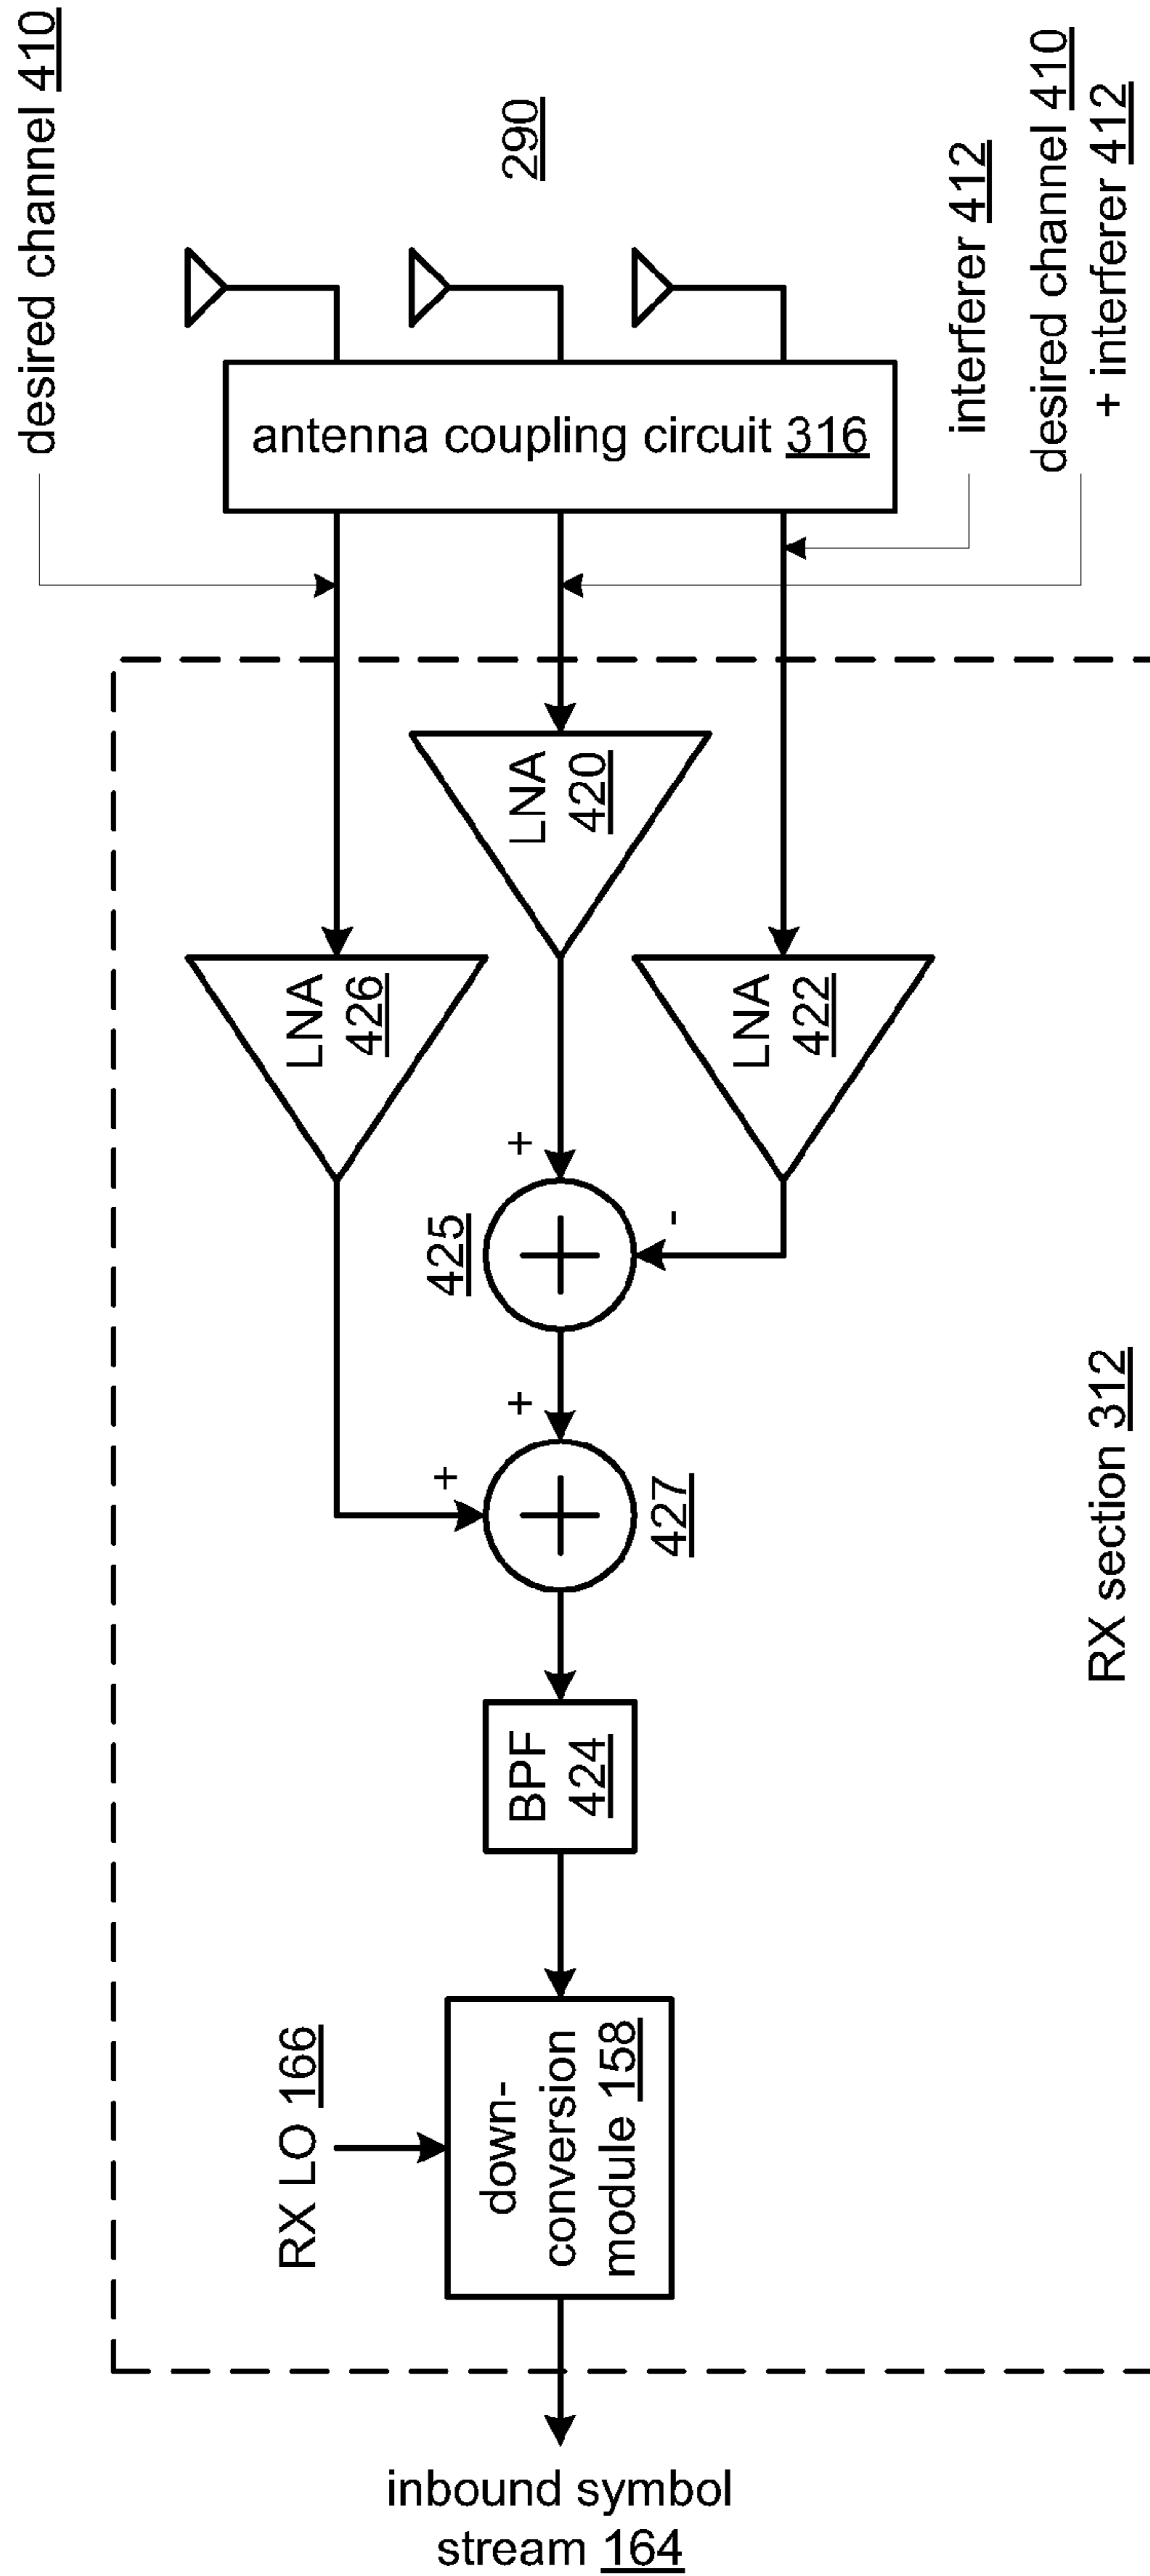 desired channel 410
290
antenna coupling circuit 316
interferer 412
desired channel 410
+ interferer 412
LNA
426
LNA
420
LNA
422
+
-
425
+
+
427
BPF
424
RX LO 166
down-
conversion
module 158
RX section 312
inbound symbol
stream 164